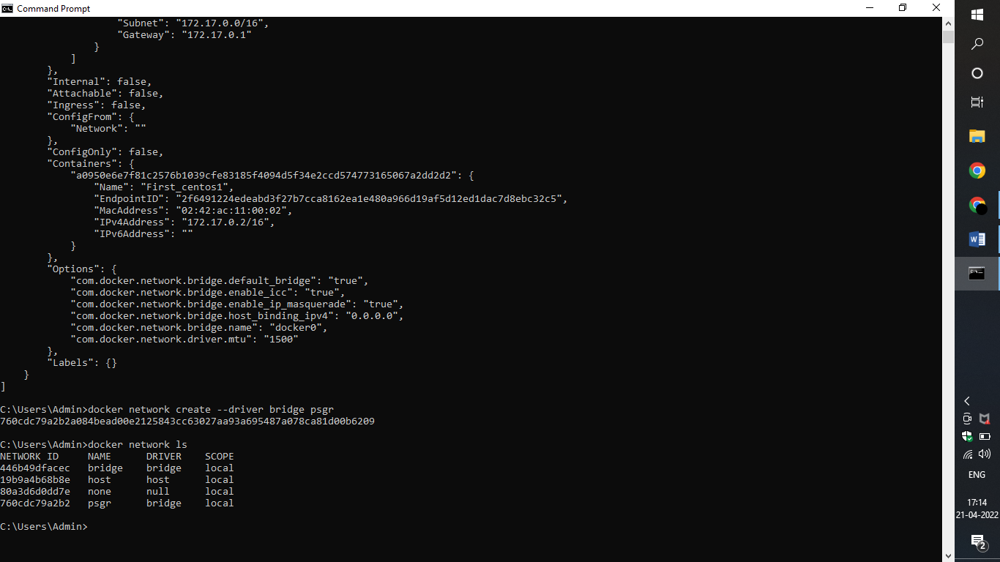 Command Prompt
"Subnet": "172.17.0.0/16",
"Gateway": "172.17.0.1"
}
]
},
"Internal": false,
"Attachable": false,
"Ingress": false,
"ConfigFrom": {
"Network": ""
},
"ConfigOnly": false,
"Containers": {
"a0950e6e7f81c2576b1039cfe83185f4094d5f34e2ccd574773165067a2dd2d2": {
"Name": "First_centos1",
"EndpointID": "2f6491224edeabd3f27b7cca8162ea1e480a966d19af5d12ed1dac7d8ebc32c5",
"MacAddress": "02:42:ac:11:00:02",
"IPv4Address": "172.17.0.2/16",
"IPv6Address": ""
}
},
"Options": {
"com.docker.network.bridge.default_bridge": "true",
"com.docker.network.bridge.enable_icc": "true",
"com.docker.network.bridge.enable_ip_masquerade": "true",
"com.docker.network.bridge.host_binding_ipv4": "0.0.0.0",
"com.docker.network.bridge.name": "docker0",
"com.docker.network.driver.mtu": "1500"
},
"Labels": {}
}
]
C:\Users\Admin>docker network create --driver bridge psgr
760cdc79a2b2a084bead00e2125843cc63027aa93a695487a078ca81d00b6209
C:\Users\Admin>docker network ls
NETWORK ID NAME DRIVER SCOPE
446b49dfacec bridge bridge local
19b9a4b68b8e host host local
80a3d6d0dd7e none null local
760cdc79a2b2 psgr bridge local
C:\Users\Admin>
ENG
17:14
21-04-2022
2